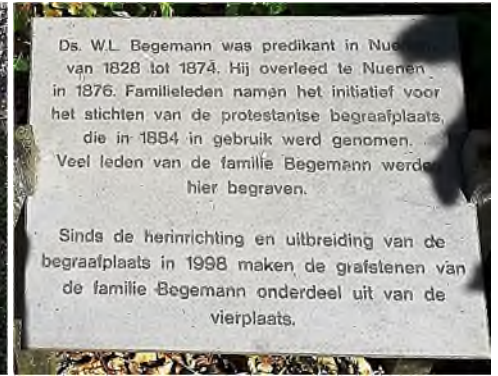 Ds. W.L. Begemann was predikant in Nuenen,
van 1828 tot 1874. Hij overleed te Nuenen
in 1876. Familieleden namen het initiatief voor
het stichten van de protestantse begraafplaats,
die in 1884 in gebruik werd genomen.
Veel leden van de familie Begemann werden
hier begraven.

Sinds de herinrichting en uitbreiding van de
begraafplaats in 1998 maken de grafstenen van
de familie Begemann onderdeel uit van de
vierplaats.